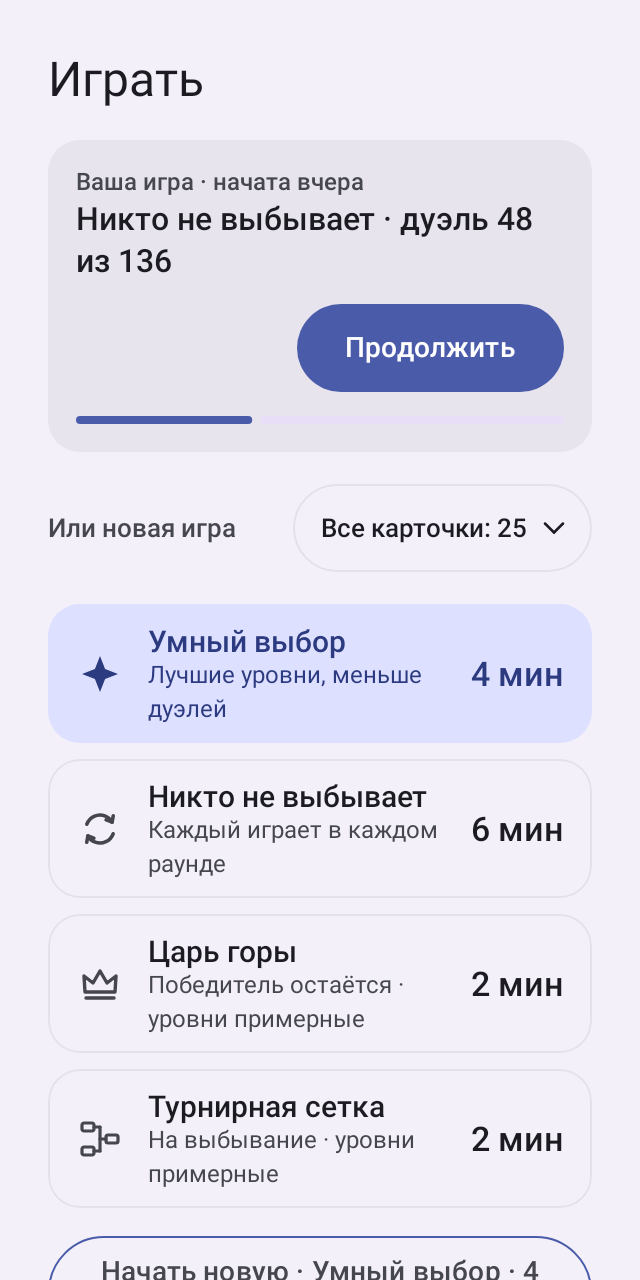 Играть
Ваша игра · начата вчера
Никто не выбывает · дуэль 48
из 136
Продолжить
Или новая игра
Все карточки: 25
Умный выбор
Лучшие уровни, меньше
дуэлей
4 мин
Никто не выбывает
Каждый играет в каждом
раунде
6 мин
Царь горы
Победитель остаётся ·
уровни примерные
2 мин
Турнирная сетка
На выбывание · уровни
примерные
2 мин
Начать новую · Умный выбор · 4